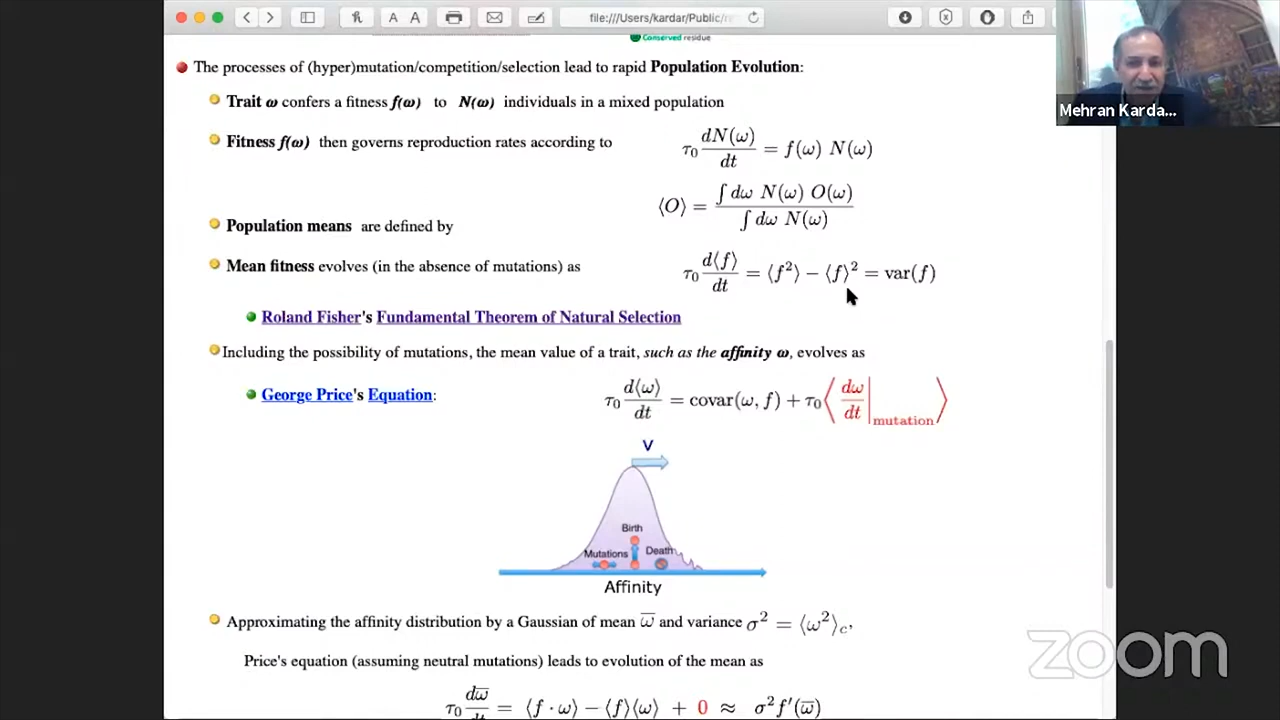 A A
file:///Users/kardar/Public/re
Conserved residue
The processes of (hyper)mutation/competition/selection lead to rapid Population Evolution:
Trait ω confers a fitness f(ω) to N(ω) individuals in a mixed population
Mehran Karda...
Fitness f(ω) then governs reproduction rates according to τ₀ dN(ω)/dt = f(ω) N(ω)
Population means are defined by ⟨O⟩ = ∫dω N(ω) O(ω) / ∫dω N(ω)
Mean fitness evolves (in the absence of mutations) as τ₀ d⟨f⟩/dt = ⟨f²⟩ − ⟨f⟩² = var(f)
Roland Fisher's Fundamental Theorem of Natural Selection
Including the possibility of mutations, the mean value of a trait, such as the affinity ω, evolves as
George Price's Equation: τ₀ d⟨ω⟩/dt = covar(ω, f) + τ₀⟨dω/dt|mutation⟩
V
Birth
Mutations Death
Affinity
Approximating the affinity distribution by a Gaussian of mean ω̅ and variance σ² = ⟨ω²⟩c,
zoom
Price's equation (assuming neutral mutations) leads to evolution of the mean as
τ₀ dω̅/dt = ⟨f · ω⟩ − ⟨f⟩⟨ω⟩ + 0 ≈ σ² f′(ω̅)